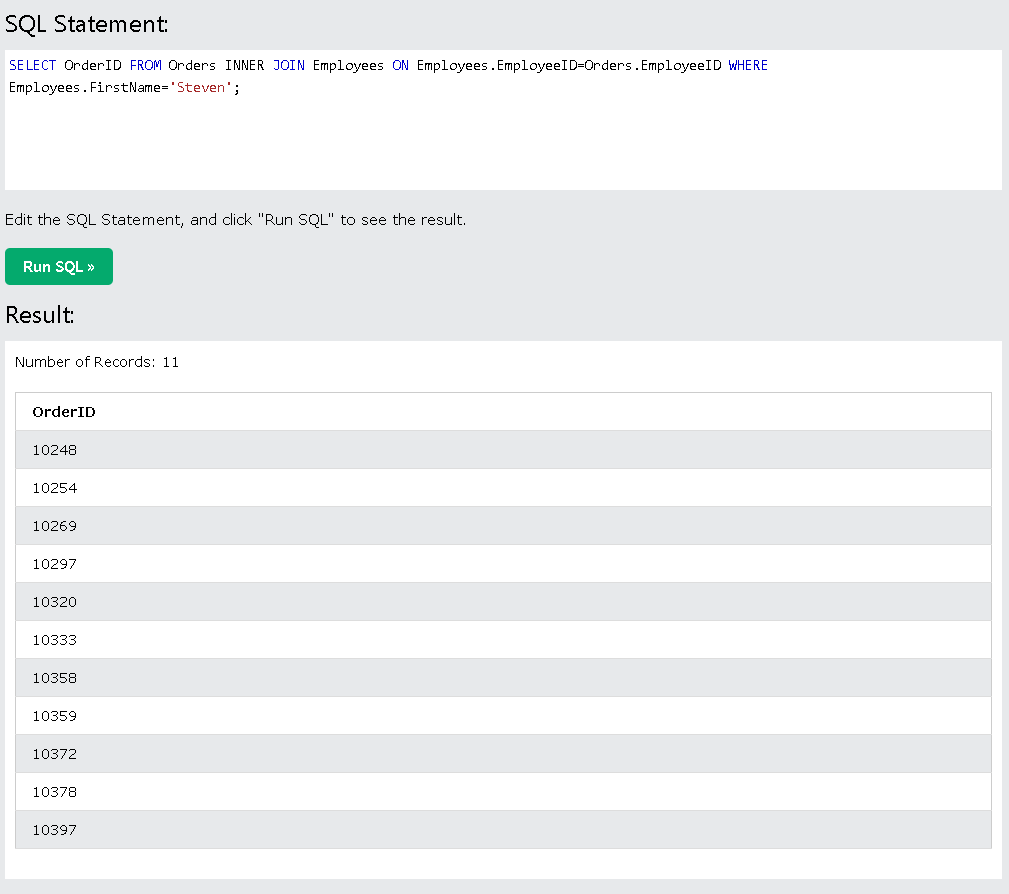 SQL Statement:
SELECT OrderID FROM Orders INNER JOIN Employees ON Employees.EmployeeID=Orders.EmployeeID WHERE
Employees.FirstName='Steven';
Edit the SQL Statement, and click "Run SQL" to see the result.
Run SQL »
Result:
Number of Records: 11
OrderID
10248
10254
10269
10297
10320
10333
10358
10359
10372
10378
10397